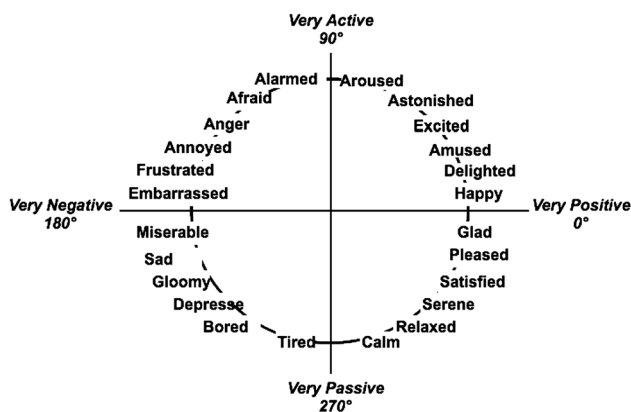 Very Active
90°
Alarmed Aroused
Afraid Astonished
Anger Excited
Annoyed Amused
Frustrated Delighted
Embarrassed Happy
Very Negative Very Positive
180° 0°
Miserable Glad
Sad Pleased
Gloomy Satisfied
Depresse Serene
Bored Relaxed
Tired Calm
Very Passive
270°